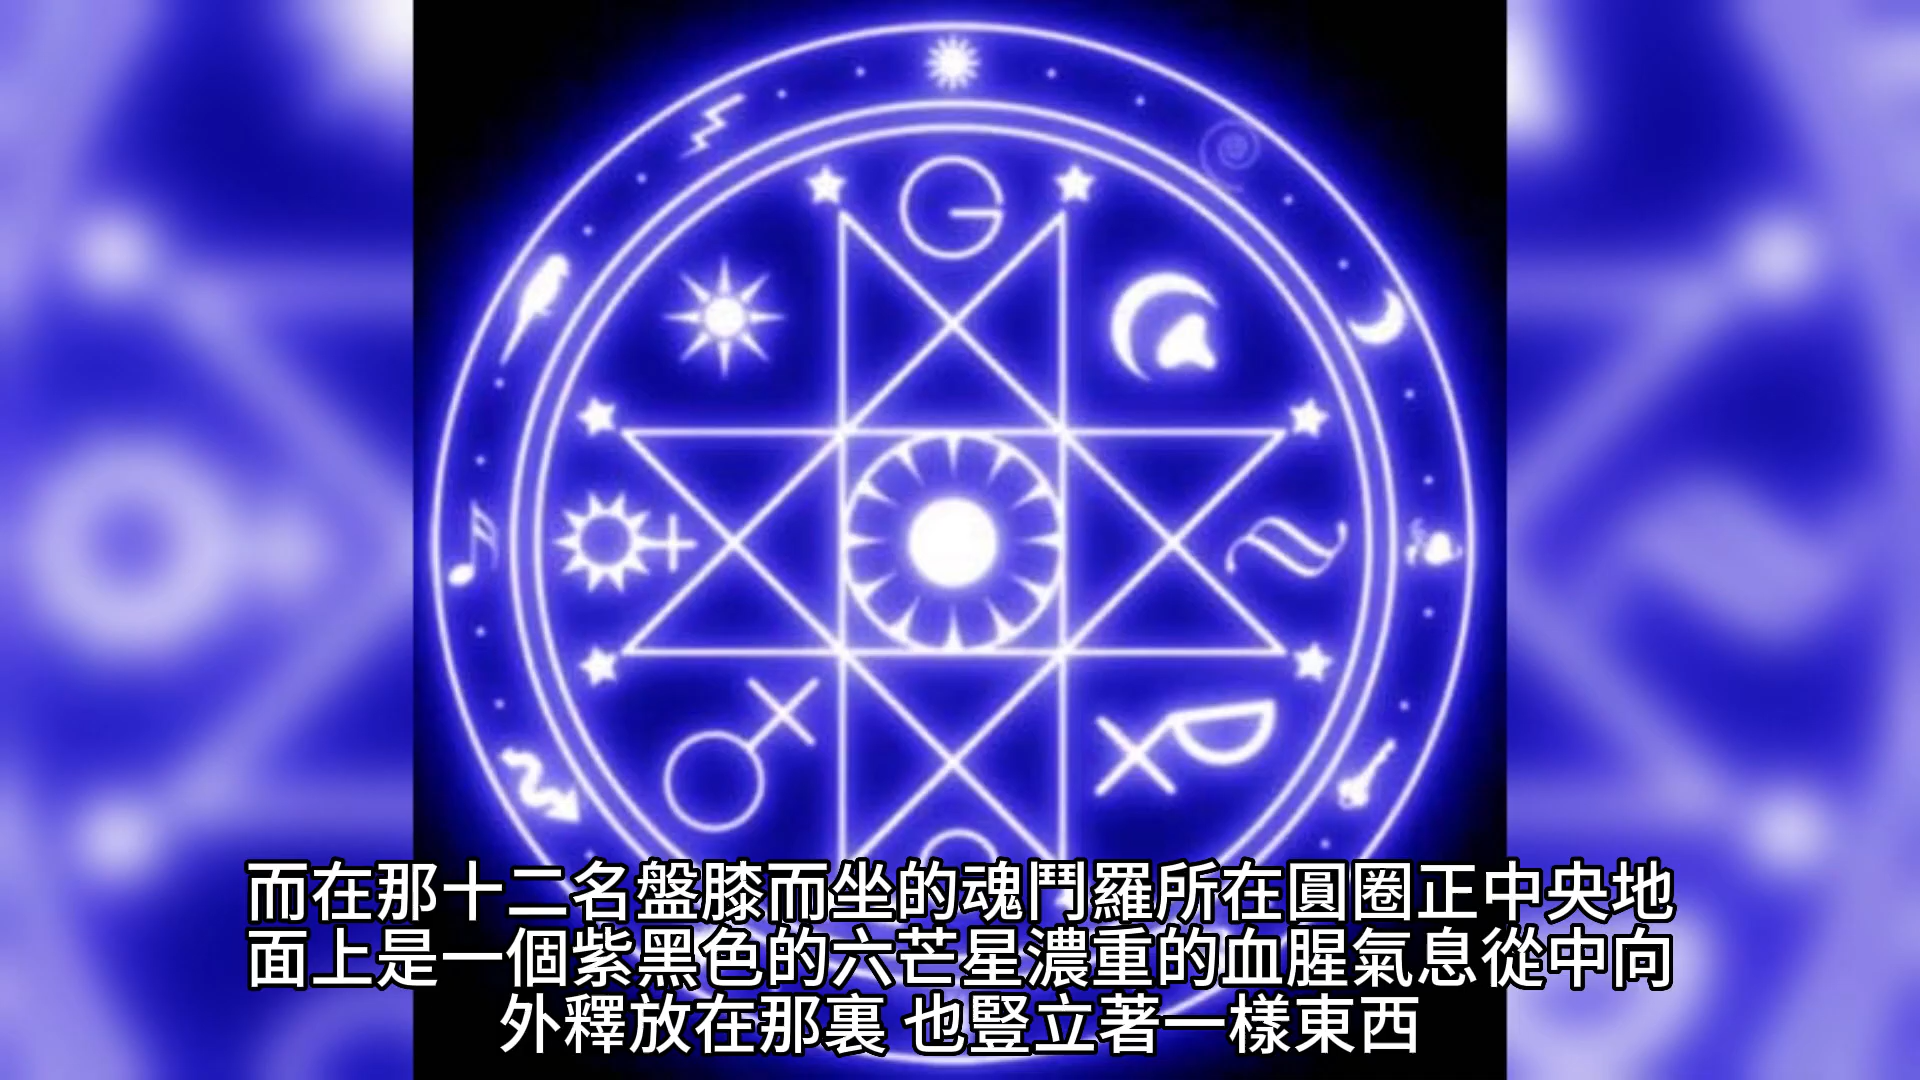 而在那十二名盤膝而坐的魂鬥羅所在圓圈正中央地
面上是一個紫黑色的六芒星濃重的血腥氣息從中向
外釋放在那裏 也豎立著一樣東西